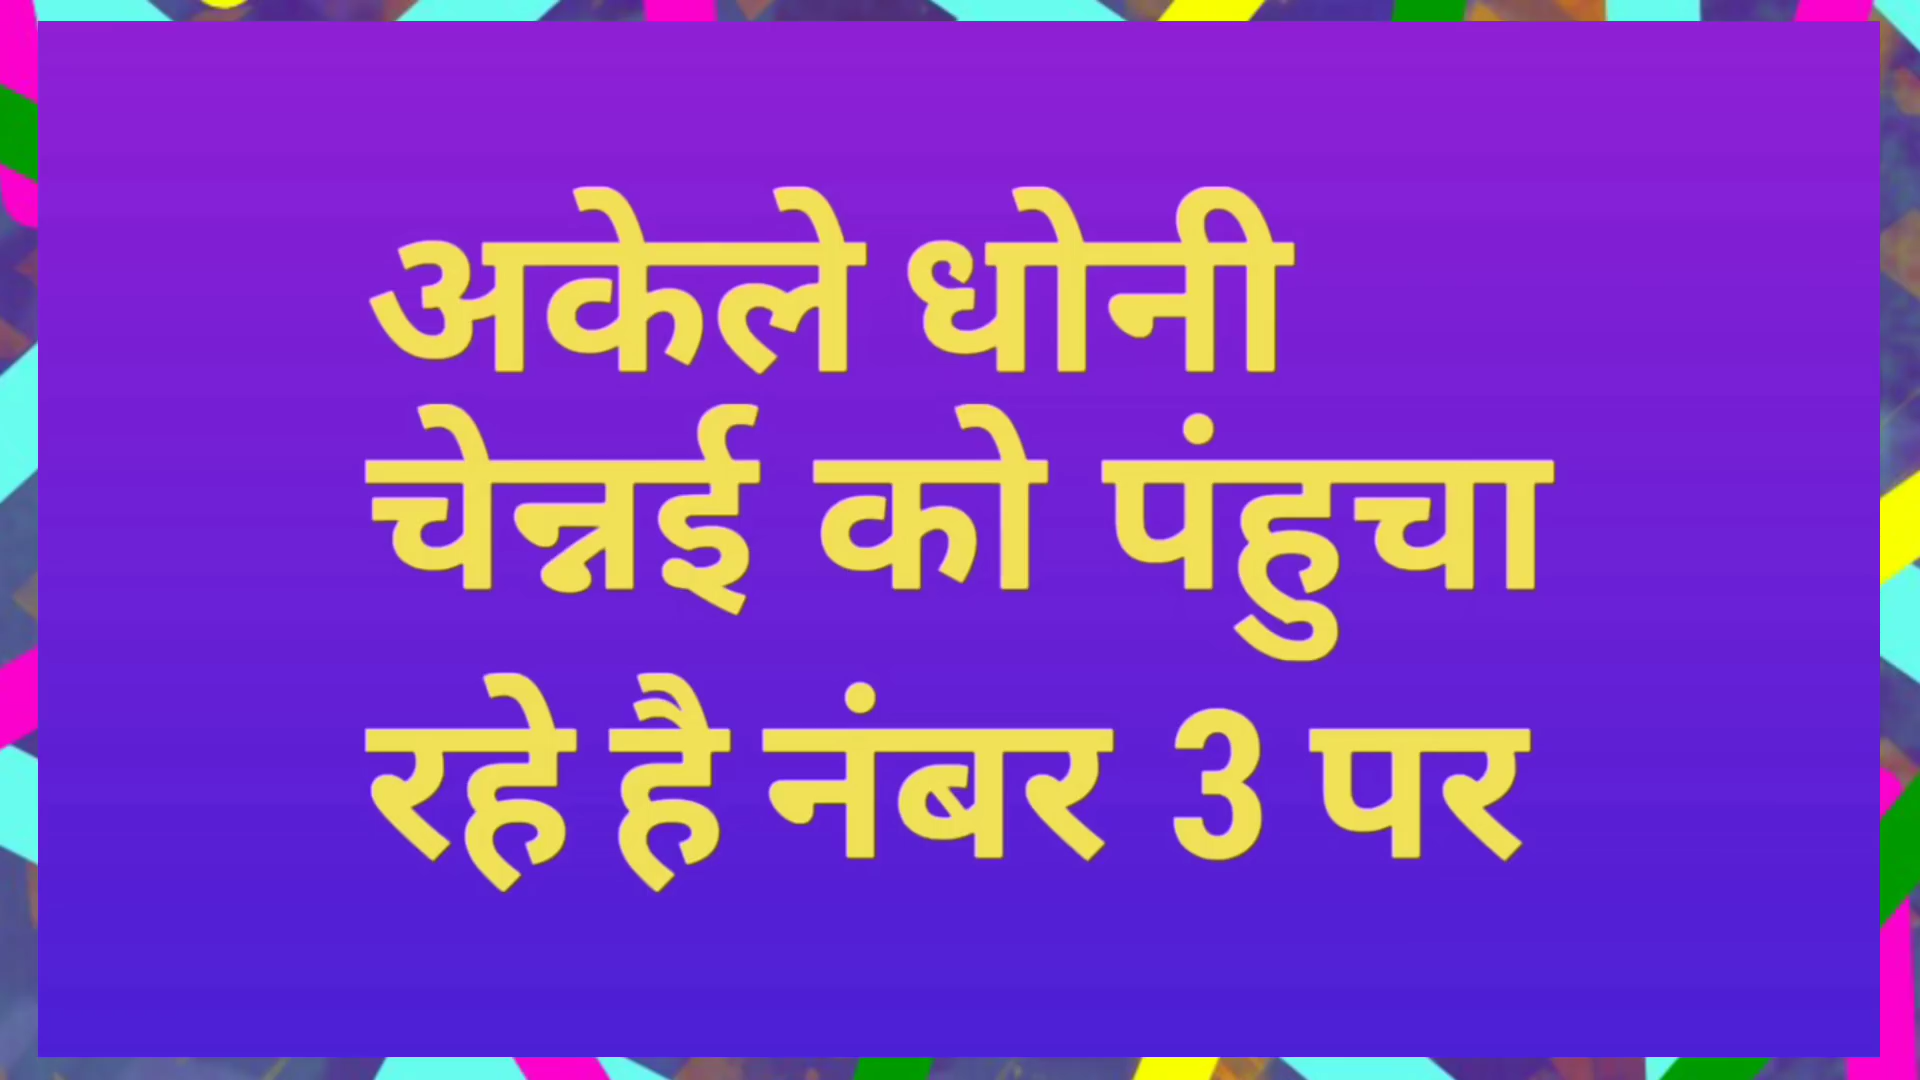 अकेले धोनी
चेन्नई को पंहुचा
रहे है नंबर 3 पर